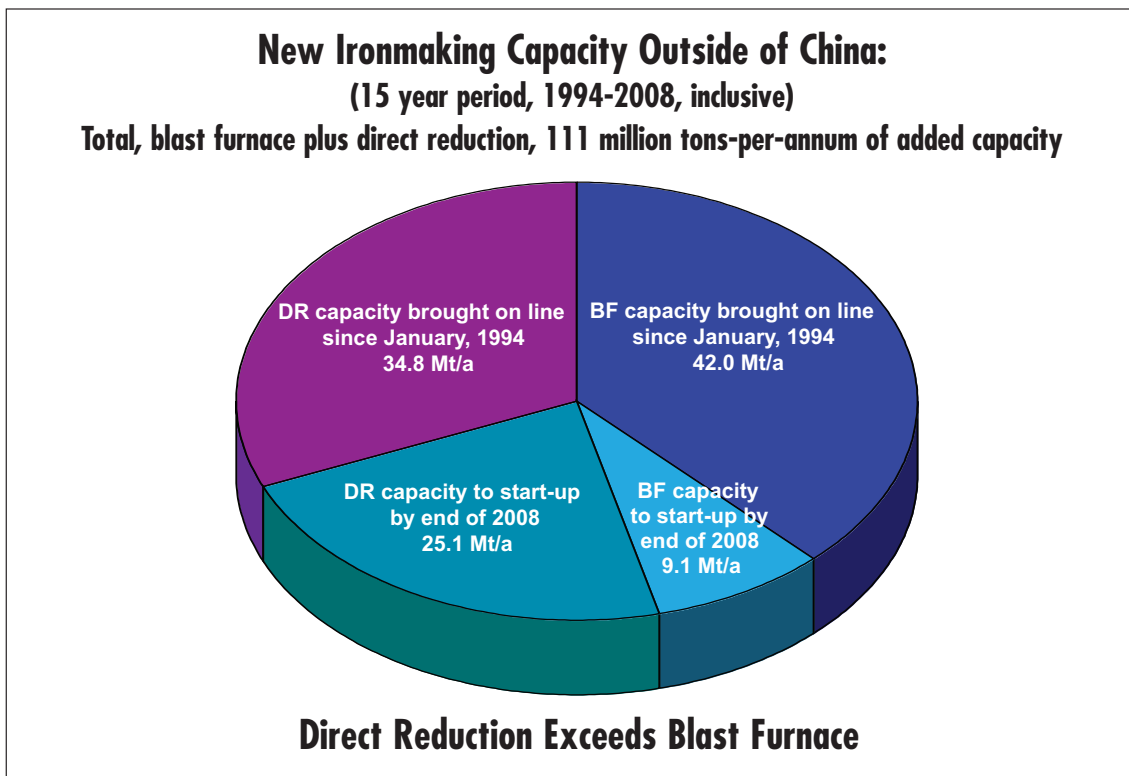 New Ironmaking Capacity Outside of China:
(15 year period, 1994-2008, inclusive)
Total, blast furnace plus direct reduction, 111 million tons-per-annum of added capacity
DR capacity brought on line
since January, 1994
34.8 Mt/a
BF capacity brought on line
since January, 1994
42.0 Mt/a
DR capacity to start-up
by end of 2008
25.1 Mt/a
BF capacity
to start-up by
end of 2008
9.1 Mt/a
Direct Reduction Exceeds Blast Furnace